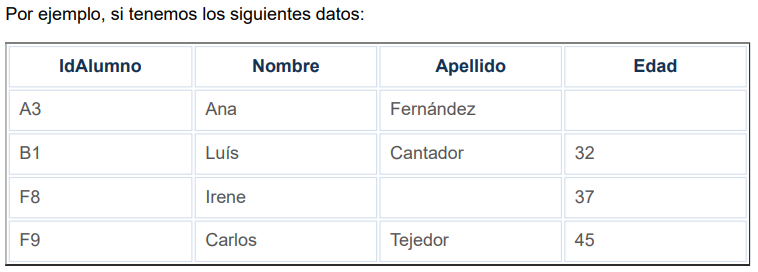 Por ejemplo, si tenemos los siguientes datos:
IdAlumno Nombre Apellido Edad
A3 Ana Fernández
B1 Luís Cantador 32
F8 Irene 37
F9 Carlos Tejedor 45